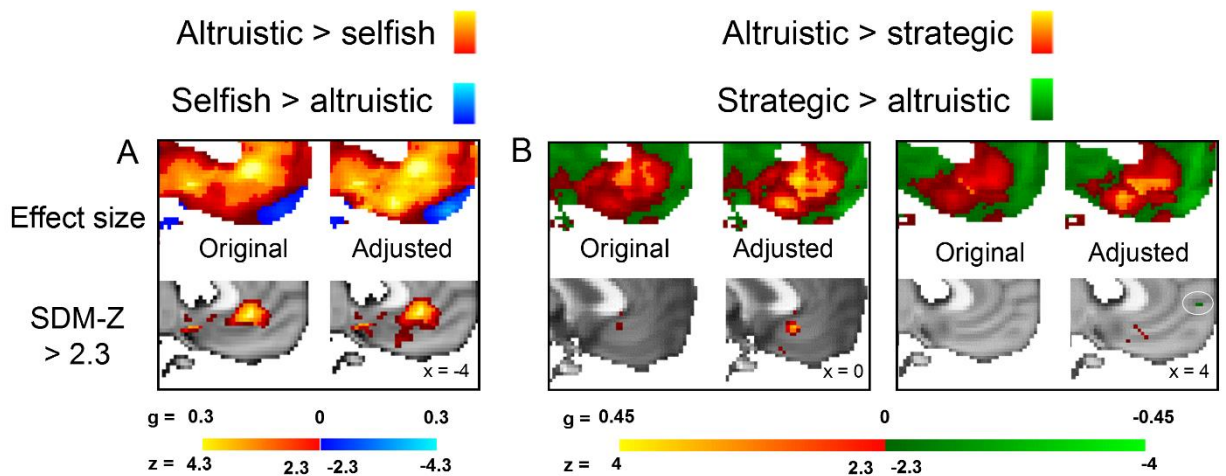 Altruistic > selfish
Selfish > altruistic
Altruistic > strategic
Strategic > altruistic
A
B
Effect size
Original Adjusted
Original Adjusted
Original Adjusted
SDM-Z
> 2.3
x = -4
x = 0
x = 4
g = 0.3 0 0.3
z = 4.3 2.3 -2.3 -4.3
g = 0.45 0 -0.45
z = 4 2.3 -2.3 -4